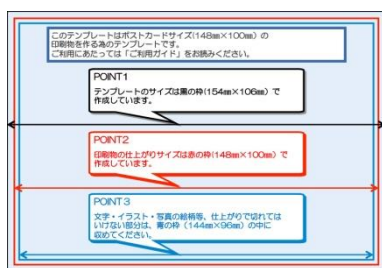 このテンプレートはポストカードサイズ(148㎜×100㎜)の
印刷物を作る為のテンプレートです。
ご利用にあたっては「ご利用ガイド」をお読みください。
POINT1
テンプレートのサイズは黒の枠(154㎜×106㎜)で
作成しています。
POINT2
印刷物の仕上がりサイズは赤の枠(148㎜×100㎜)で
作成しています。
POINT3
文字・イラスト・写真の絵柄等、仕上がりで切れては
いけない部分は、青の枠(144㎜×96㎜)の中に
収めてください。